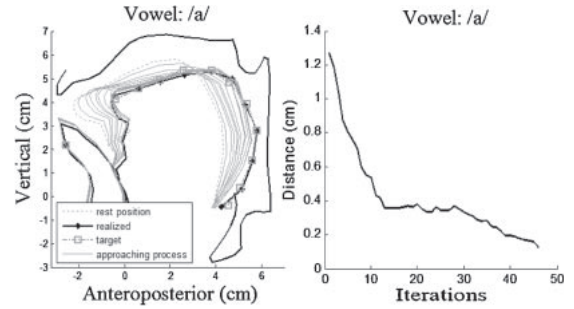 Vowel: /a/
7
6
5
4
3
2
1
0
-1
-2
-3
Vertical (cm)
rest position
realized
target
approaching process
-2 0 2 4 6
Anteroposterior (cm)
Vowel: /a/
1.4
1.2
1
0.8
0.6
0.4
0.2
0
Distance (cm)
0 10 20 30 40 50
Iterations